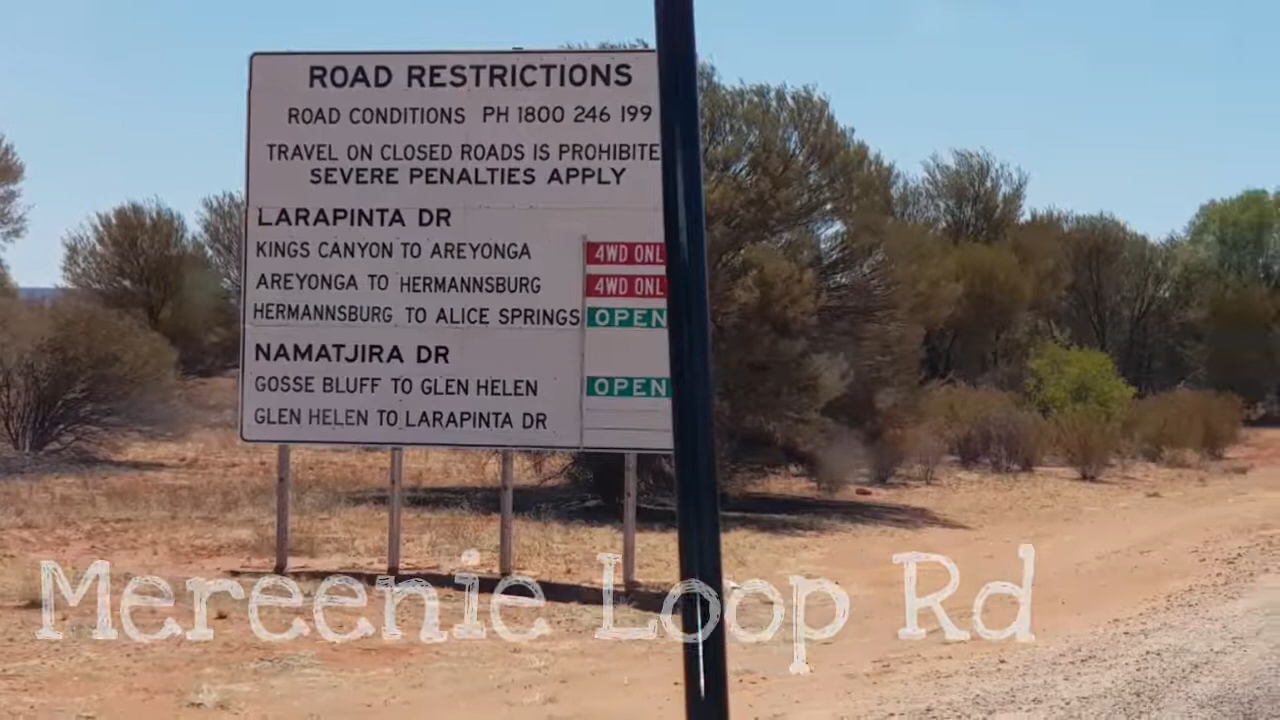 ROAD RESTRICTIONS
ROAD CONDITIONS PH 1800 246 199
TRAVEL ON CLOSED ROADS IS PROHIBITE
SEVERE PENALTIES APPLY
LARAPINTA DR
KINGS CANYON TO AREYONGA 4WD ONL
AREYONGA TO HERMANNSBURG 4WD ONL
HERMANNSBURG TO ALICE SPRINGS OPEN
NAMATJIRA DR
GOSSE BLUFF TO GLEN HELEN OPEN
GLEN HELEN TO LARAPINTA DR
Mereenie Loop Rd